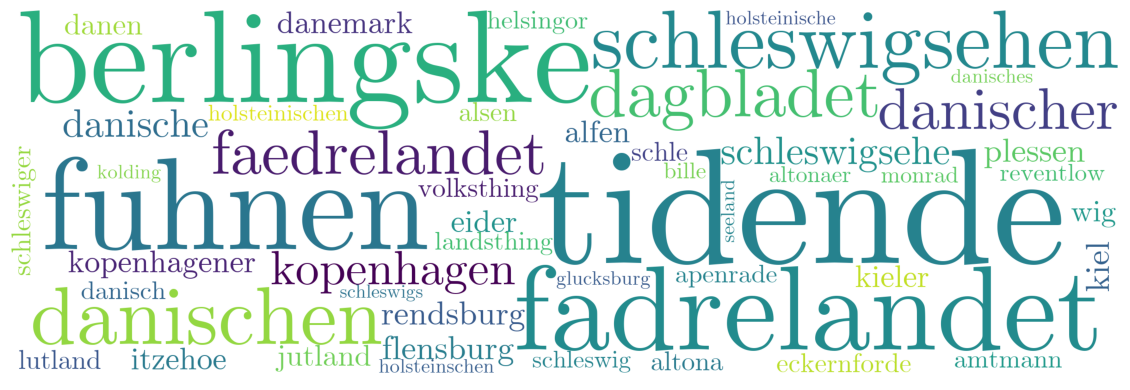 danen danemark helsingor holsteinische
berlingske schleswigsehen
dagbladet danisches
danische holsteinischen alsen alfen danischer
faedrelandet schle schleswigsehe plessen
schleswiger kolding volksthing bille altonaer monrad reventlow
fuhnen tidende
eider seeland wig
landsthing
kopenhagener kopenhagen glucksburg apenrade kieler kiel
danisch schleswigs
danischen rendsburg fadrelandet
lutland itzehoe jutland flensburg schleswig altona eckernforde amtmann
holsteinschen